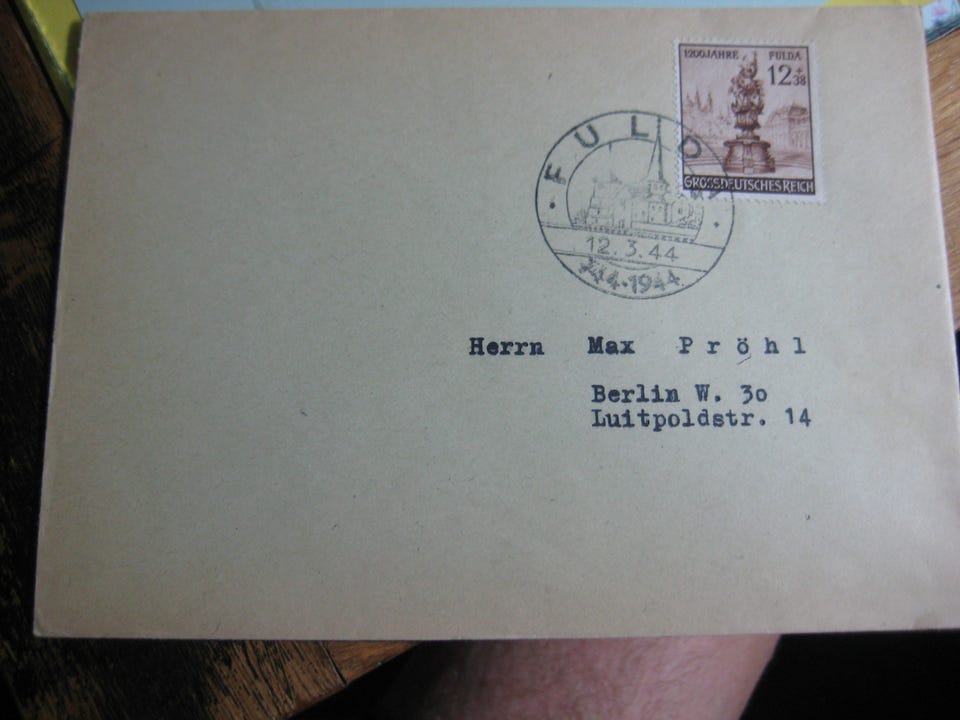 1200 JAHRE FULDA
12+38
GROSSDEUTSCHES REICH
FULDA
12.3.44
744-1944
Herrn Max Pröhl
Berlin W. 30
Luitpoldstr. 14